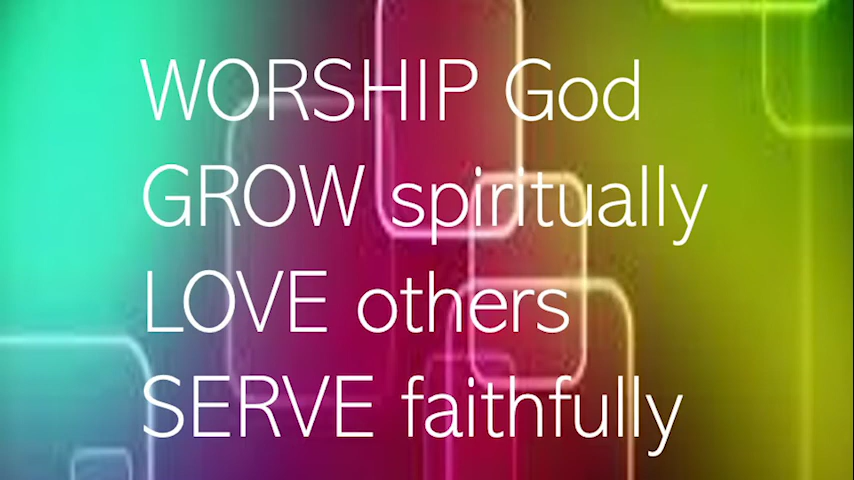 WORSHIP God
GROW spiritually
LOVE others
SERVE faithfully